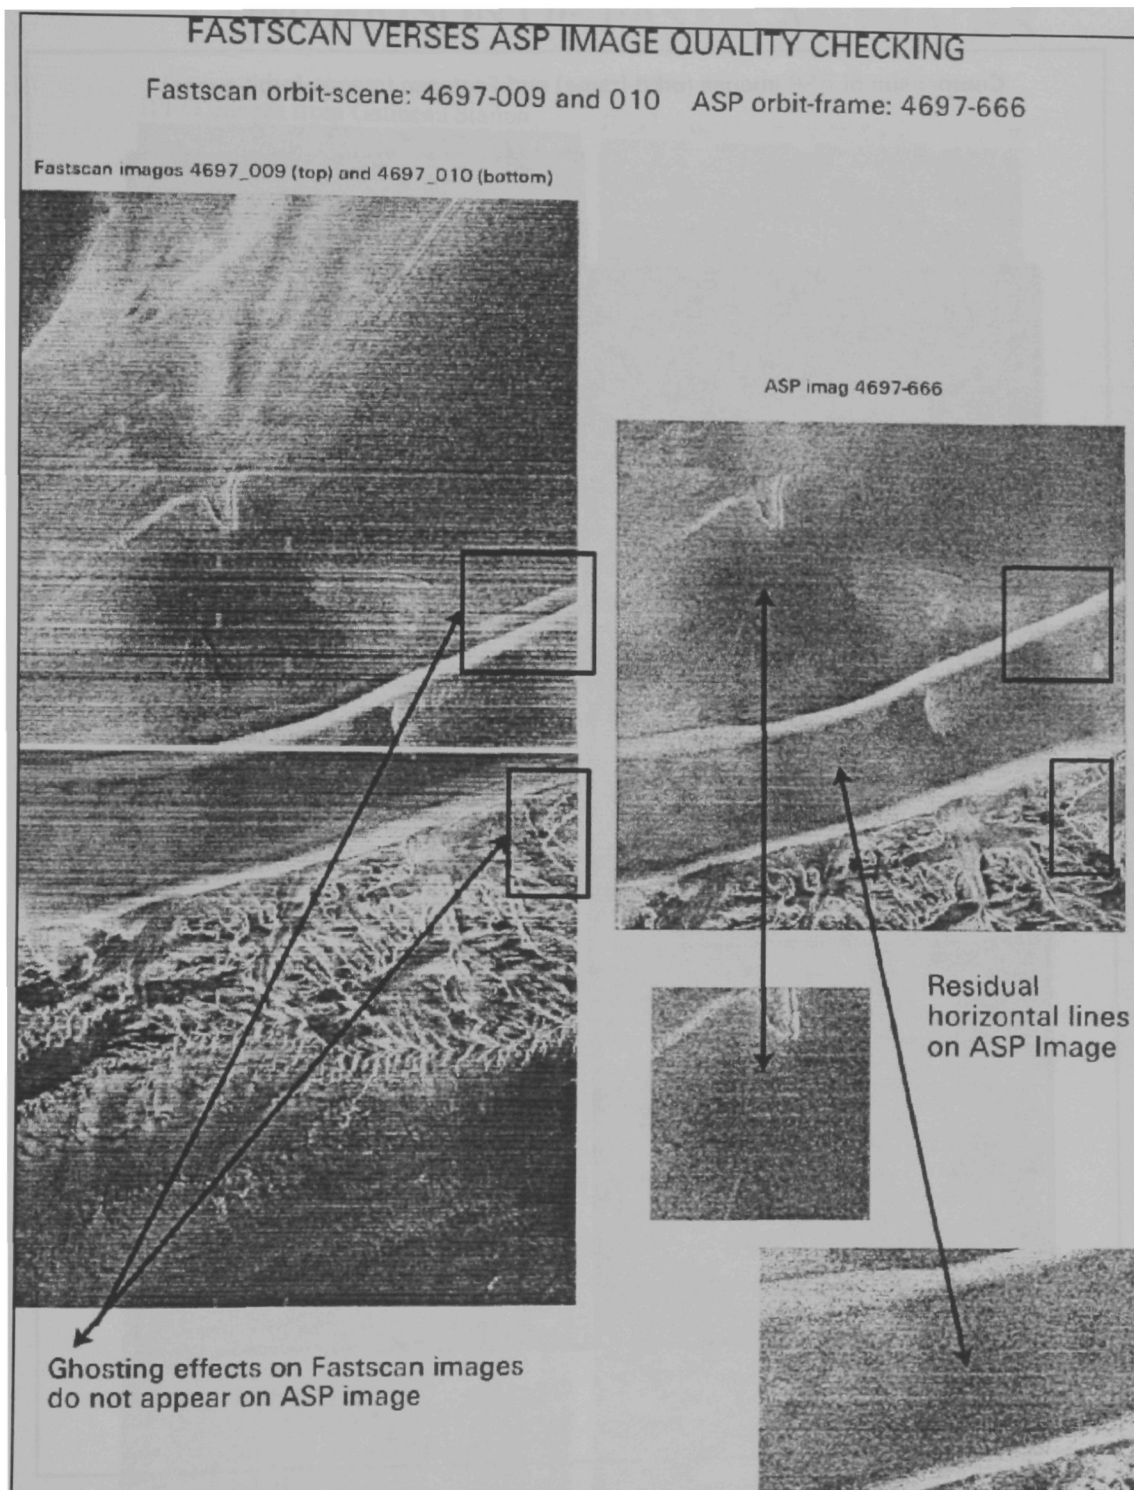 FASTSCAN VERSES ASP IMAGE QUALITY CHECKING
Fastscan orbit-scene: 4697-009 and 010 ASP orbit-frame: 4697-666
Fastscan images 4697_009 (top) and 4697_010 (bottom)
ASP imag 4697-666
Residual
horizontal lines
on ASP Image
Ghosting effects on Fastscan images
do not appear on ASP image